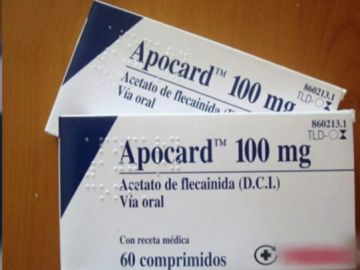 Apocard™ 100 mg
860213.1
TLD-
Acetato de flecainida
Vía oral
860213.1
TLD-
Apocard™ 100 mg
Acetato de flecainida (D.C.I.)
Vía oral
Con receta médica
60 comprimidos